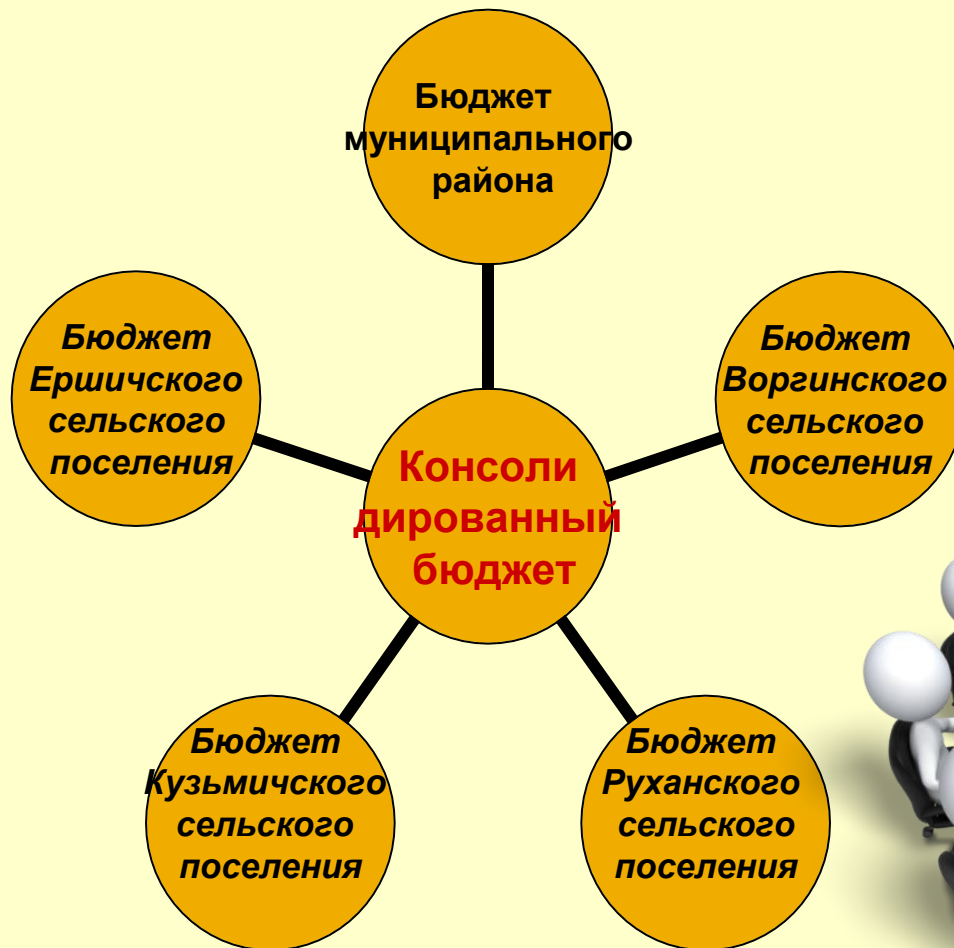 Бюджет
муниципального
района
Бюджет
Ершичского
сельского
поселения
Бюджет
Воргинского
сельского
поселения
Консоли
дированный
бюджет
Бюджет
Кузьмичского
сельского
поселения
Бюджет
Руханского
сельского
поселения